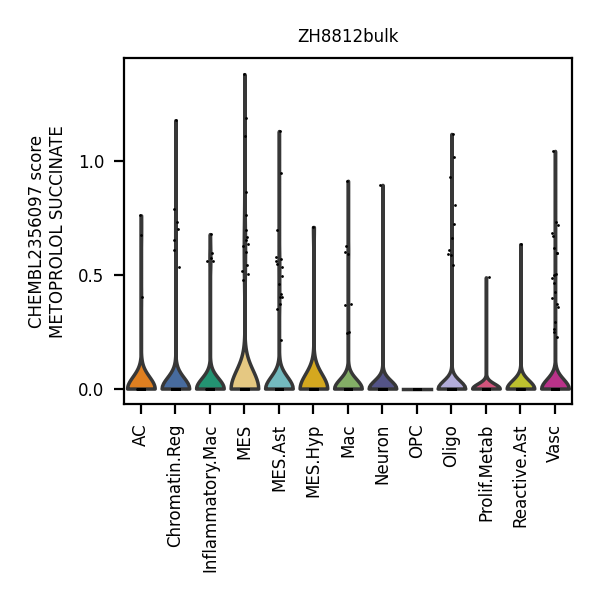 ZH8812bulk
CHEMBL2356097 score
METOPROLOL SUCCINATE
1.0
0.5
0.0
AC
Chromatin.Reg
Inflammatory.Mac
MES
MES.Ast
MES.Hyp
Mac
Neuron
OPC
Oligo
Prolif.Metab
Reactive.Ast
Vasc